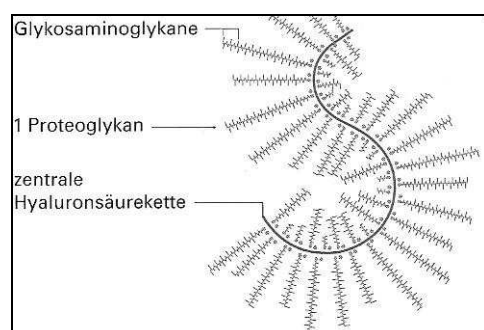 Glykosaminoglykane
1 Proteoglykan
zentrale
Hyaluronsäurekette